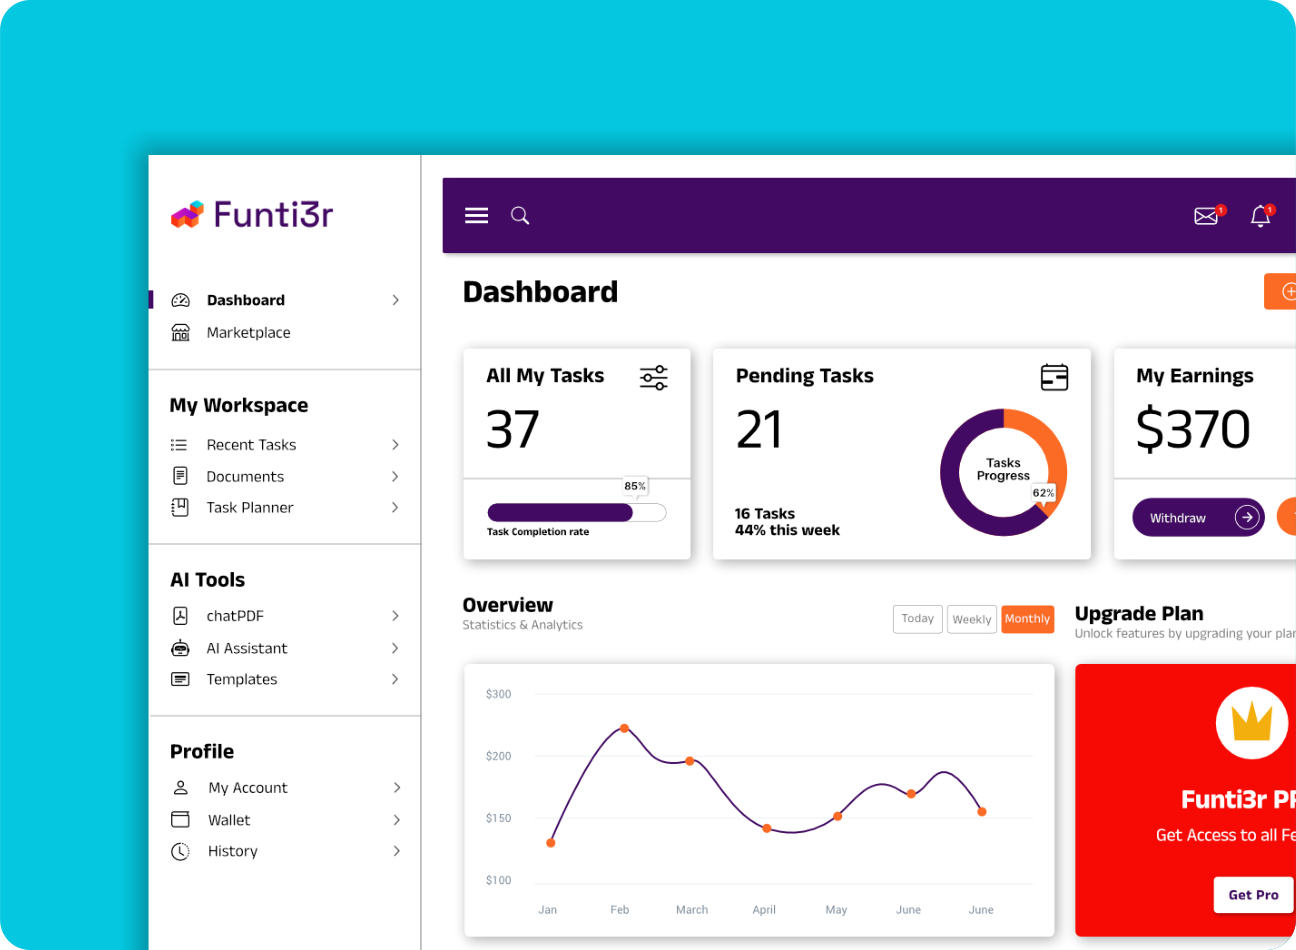 Funti3r
1
1
Dashboard
Marketplace
My Workspace
Recent Tasks
Documents
Task Planner
AI Tools
chatPDF
AI Assistant
Templates
Profile
My Account
Wallet
History
Dashboard
All My Tasks
37
85%
Task Completion rate
Pending Tasks
21
Tasks
Progress
62%
16 Tasks
44% this week
My Earnings
$370
Withdraw
Overview
Statistics & Analytics
Today
Weekly
Monthly
$300
$200
$150
$100
Jan
Feb
March
April
May
June
June
Upgrade Plan
Unlock features by upgrading your plan
Funti3r
Get Access to all
Get Pro